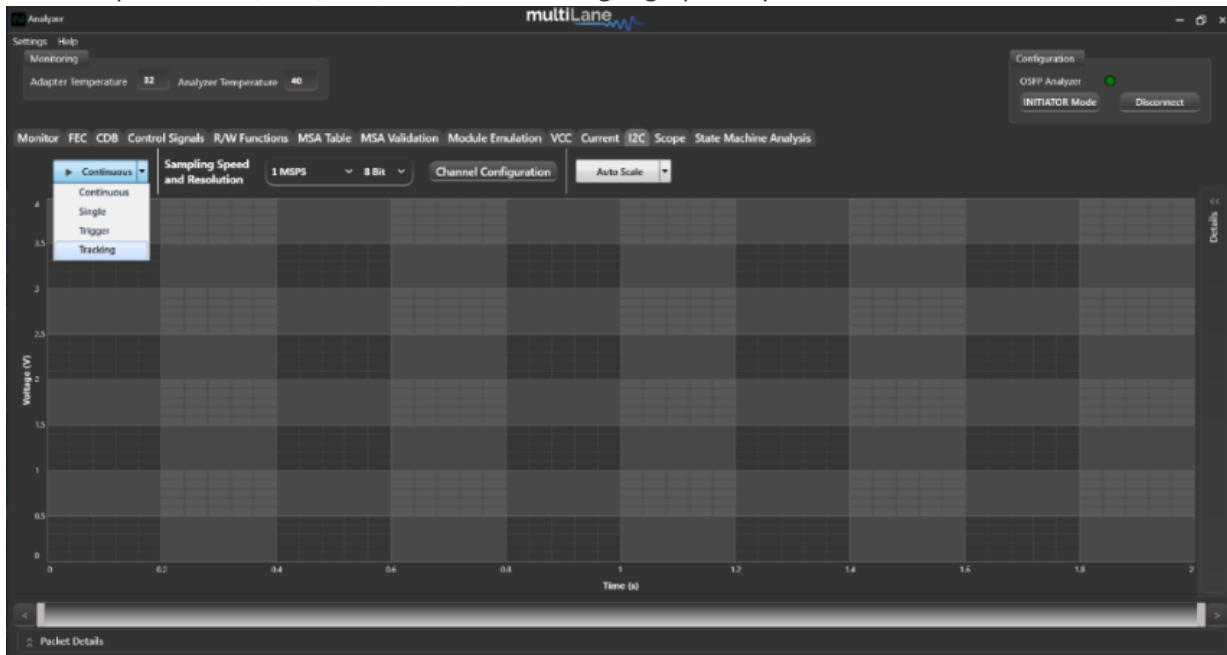 Analyzer
multiLane
Settings Help
Monitoring
Adapter Temperature 32 Analyzer Temperature 40
Configuration
OSFP Analyzer
INITIATOR Mode Disconnect
Monitor FEC CDB Control Signals R/W Functions MSA Table MSA Validation Module Emulation VCC Current I2C Scope State Machine Analysis
Continuous
Sampling Speed
and Resolution
1 MSPS 8 Bit Channel Configuration Auto Scale
Continuous
Single
Trigger
Tracking
Details
Voltage (V)
4
3.5
3
2.5
2
1.5
1
0.5
0
0 0.2 0.4 0.6 0.8 1 1.2 1.4 1.6 1.8 2
Time (s)
Packet Details